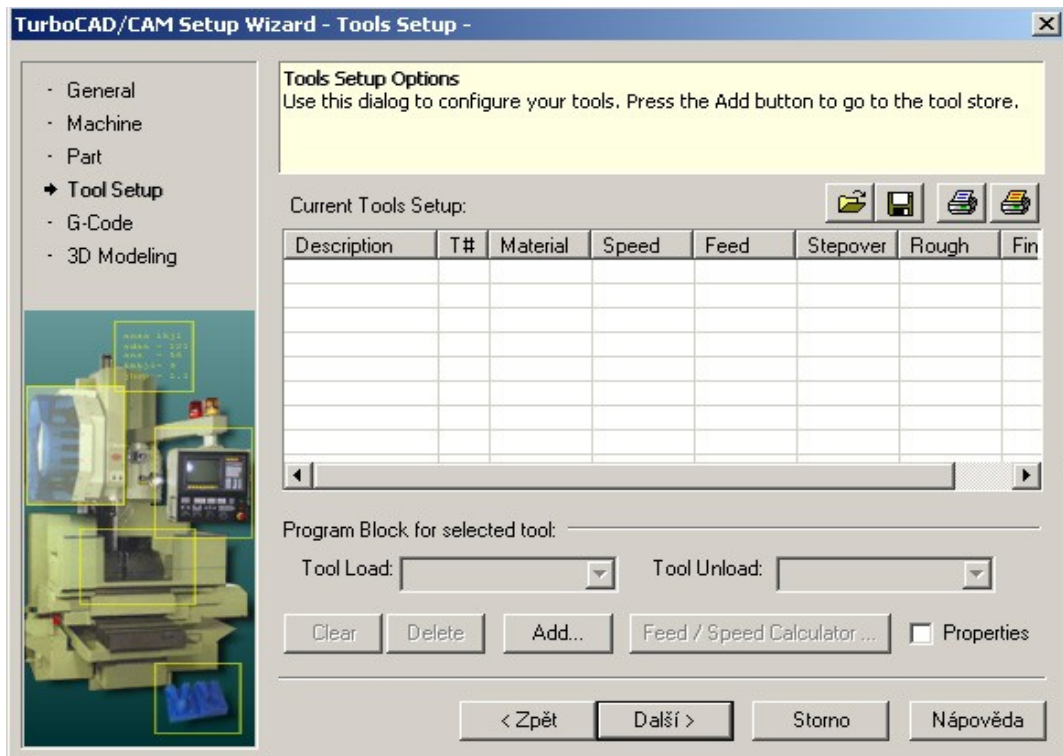 TurboCAD/CAM Setup Wizard - Tools Setup -
General
Machine
Part
Tool Setup
G-Code
3D Modeling
Tools Setup Options
Use this dialog to configure your tools. Press the Add button to go to the tool store.
Current Tools Setup:
Description T# Material Speed Feed Stepover Rough Fin
Program Block for selected tool:
Tool Load: Tool Unload:
Clear Delete Add... Feed / Speed Calculator ... Properties
< Zpět Další > Storno Nápověda